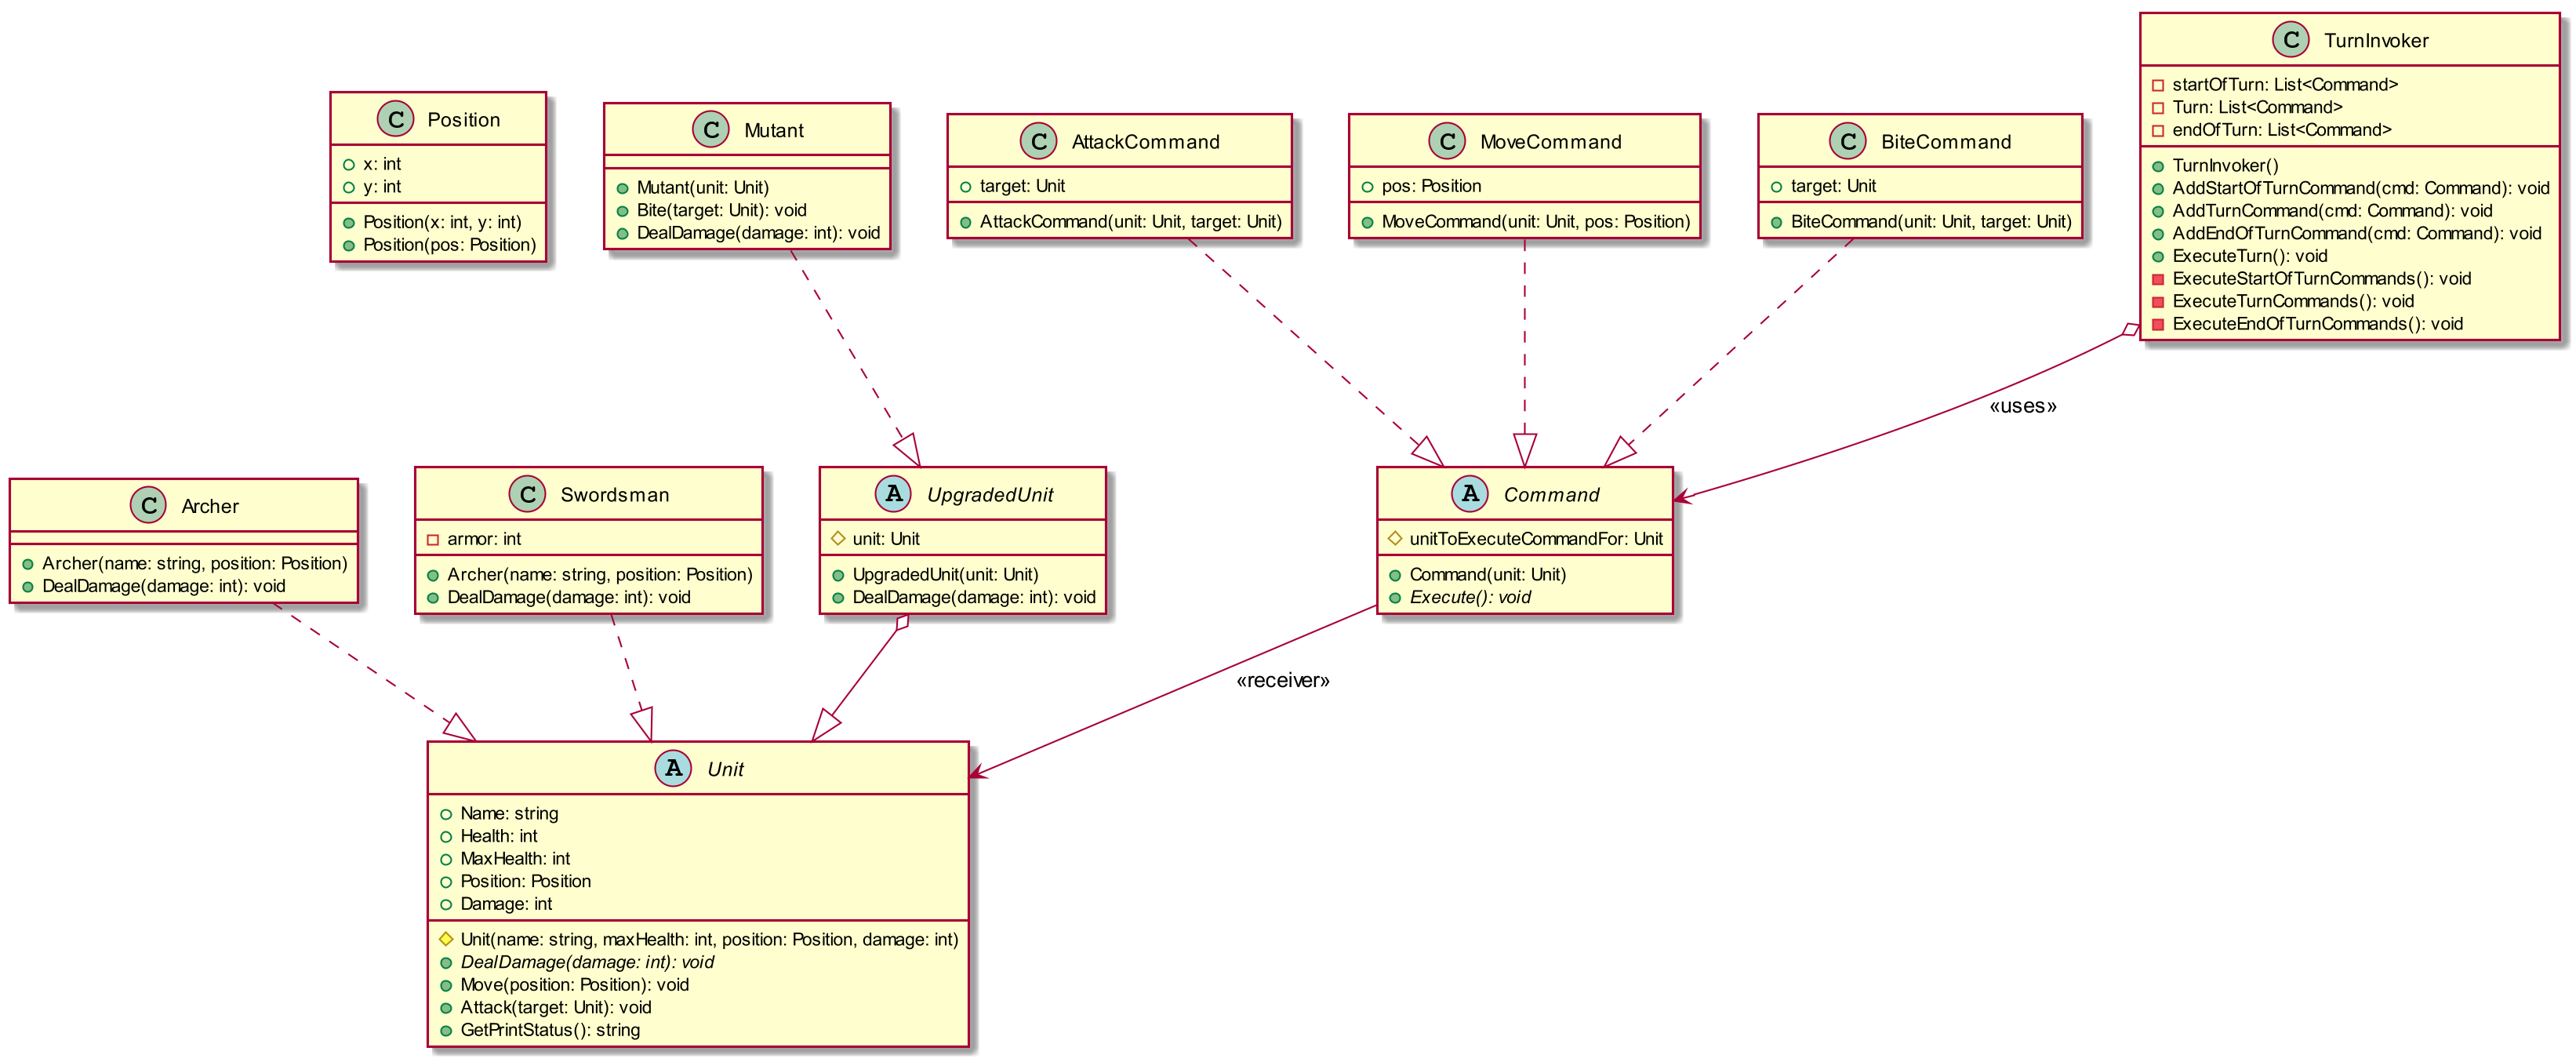 C Position
x: int
y: int
Position(x: int, y: int)
Position(pos: Position)
C Mutant
Mutant(unit: Unit)
Bite(target: Unit): void
DealDamage(damage: int): void
C AttackCommand
target: Unit
AttackCommand(unit: Unit, target: Unit)
C MoveCommand
pos: Position
MoveCommand(unit: Unit, pos: Position)
C BiteCommand
target: Unit
BiteCommand(unit: Unit, target: Unit)
C TurnInvoker
startOfTurn: List<Command>
Turn: List<Command>
endOfTurn: List<Command>
TurnInvoker()
AddStartOfTurnCommand(cmd: Command): void
AddTurnCommand(cmd: Command): void
AddEndOfTurnCommand(cmd: Command): void
ExecuteTurn(): void
ExecuteStartOfTurnCommands(): void
ExecuteTurnCommands(): void
ExecuteEndOfTurnCommands(): void
«uses»
C Archer
Archer(name: string, position: Position)
DealDamage(damage: int): void
C Swordsman
armor: int
Archer(name: string, position: Position)
DealDamage(damage: int): void
A UpgradedUnit
unit: Unit
UpgradedUnit(unit: Unit)
DealDamage(damage: int): void
A Command
unitToExecuteCommandFor: Unit
Command(unit: Unit)
Execute(): void
«receiver»
A Unit
Name: string
Health: int
MaxHealth: int
Position: Position
Damage: int
Unit(name: string, maxHealth: int, position: Position, damage: int)
DealDamage(damage: int): void
Move(position: Position): void
Attack(target: Unit): void
GetPrintStatus(): string